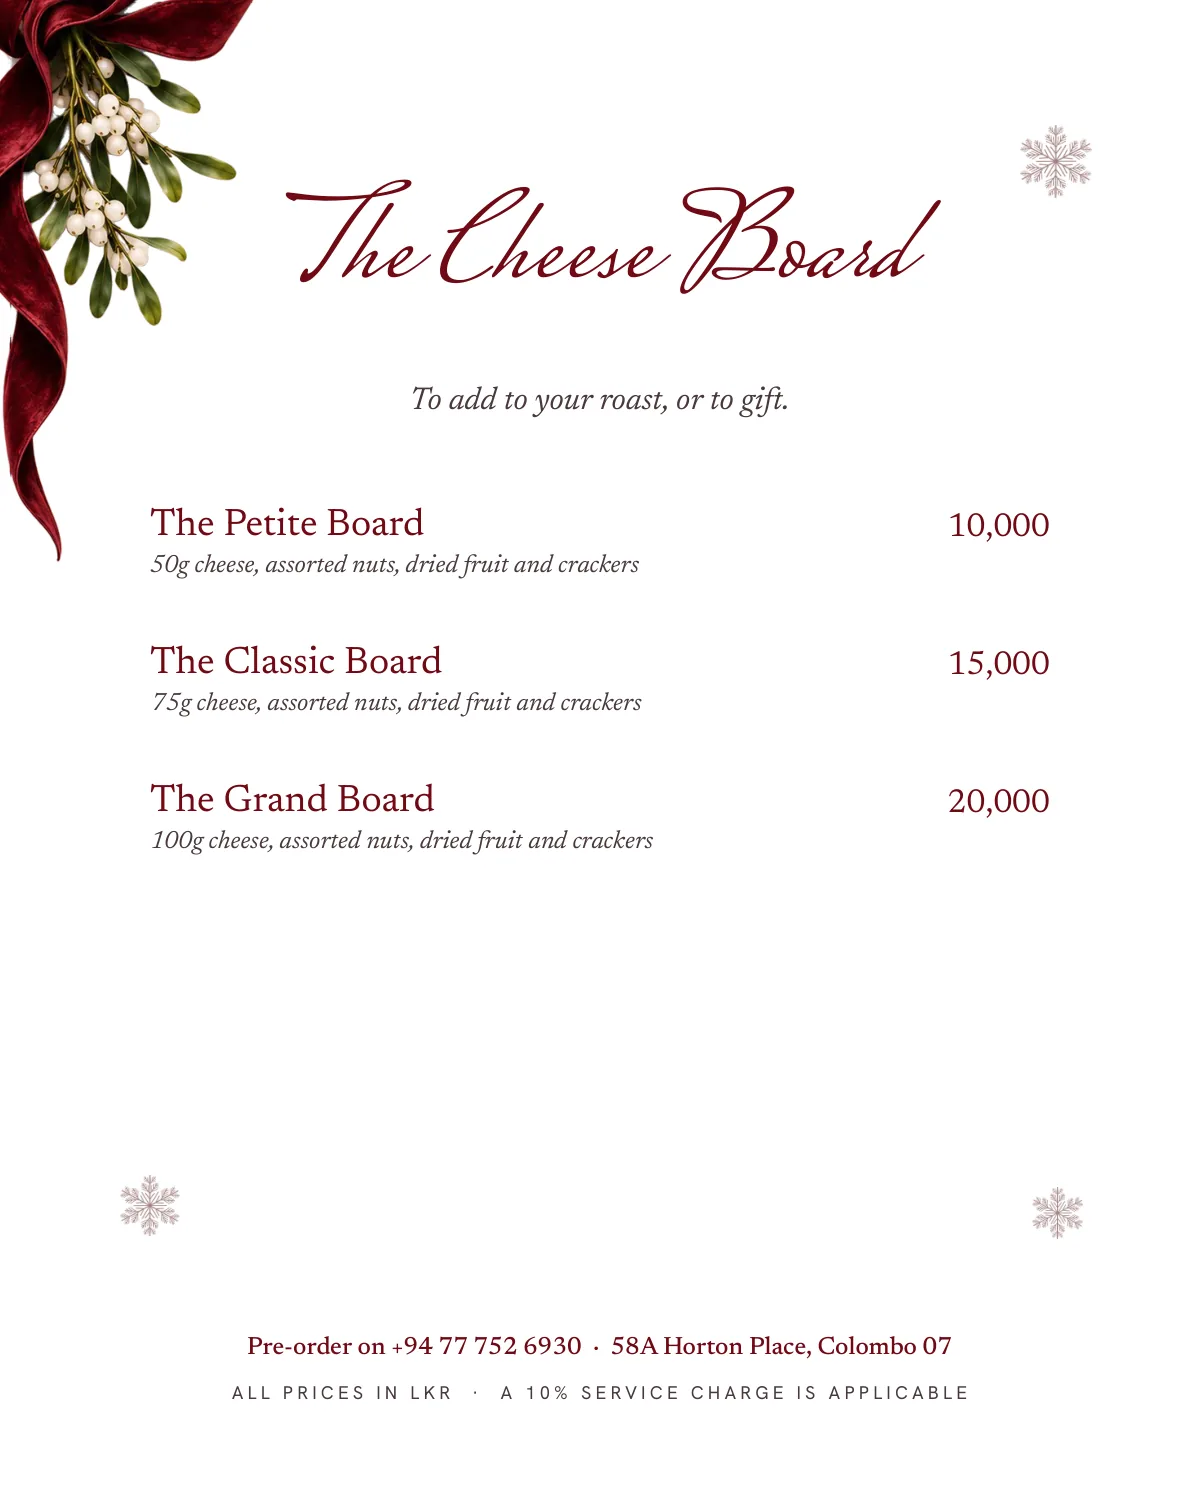 The Cheese Board
To add to your roast, or to gift.
The Petite Board 10,000
50g cheese, assorted nuts, dried fruit and crackers
The Classic Board 15,000
75g cheese, assorted nuts, dried fruit and crackers
The Grand Board 20,000
100g cheese, assorted nuts, dried fruit and crackers
Pre-order on +94 77 752 6930 · 58A Horton Place, Colombo 07
ALL PRICES IN LKR · A 10% SERVICE CHARGE IS APPLICABLE